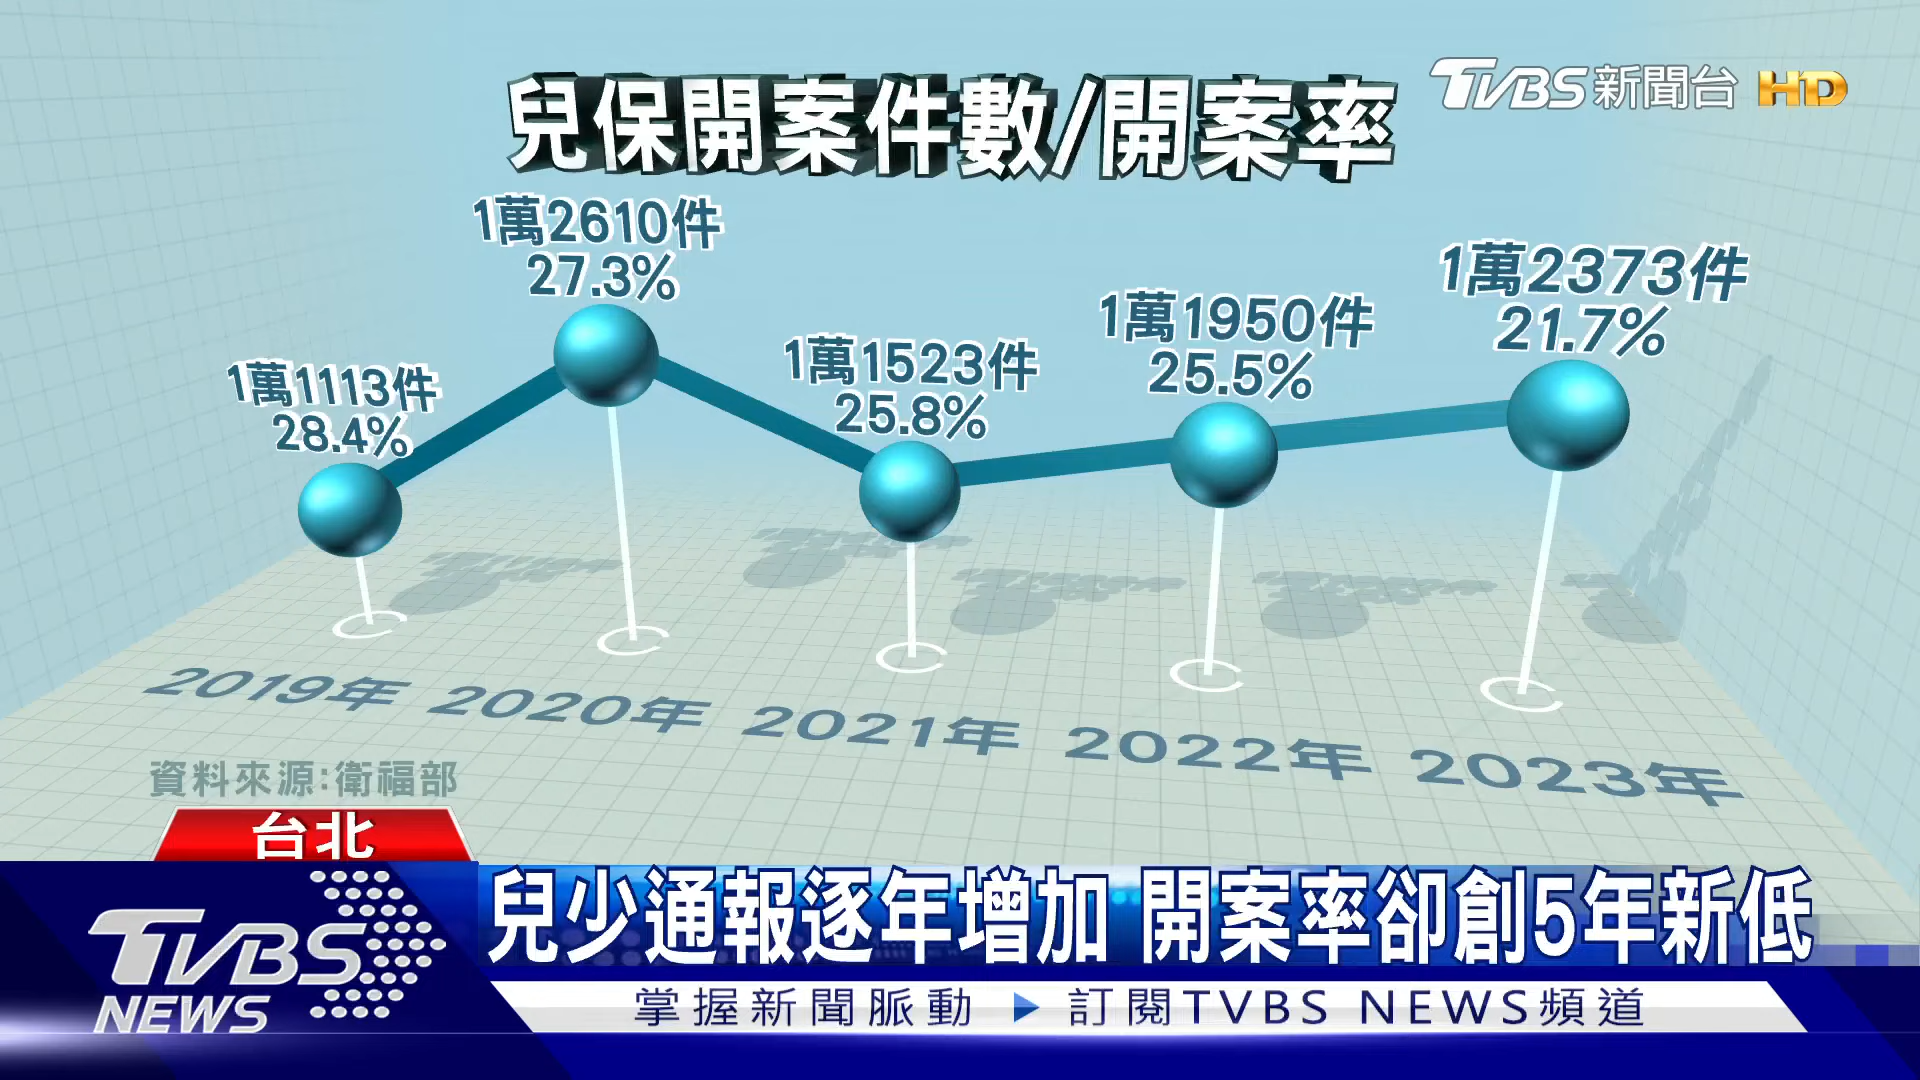 兒保開案件數/開案率
TVBS新聞台 HD
1萬1113件
28.4%
1萬2610件
27.3%
1萬1523件
25.8%
1萬1950件
25.5%
1萬2373件
21.7%
2019年 2020年 2021年 2022年 2023年
資料來源:衛福部
台北
兒少通報逐年增加 開案率卻創5年新低
TVBS
NEWS
掌握新聞脈動 ▶ 訂閱TVBS NEWS頻道